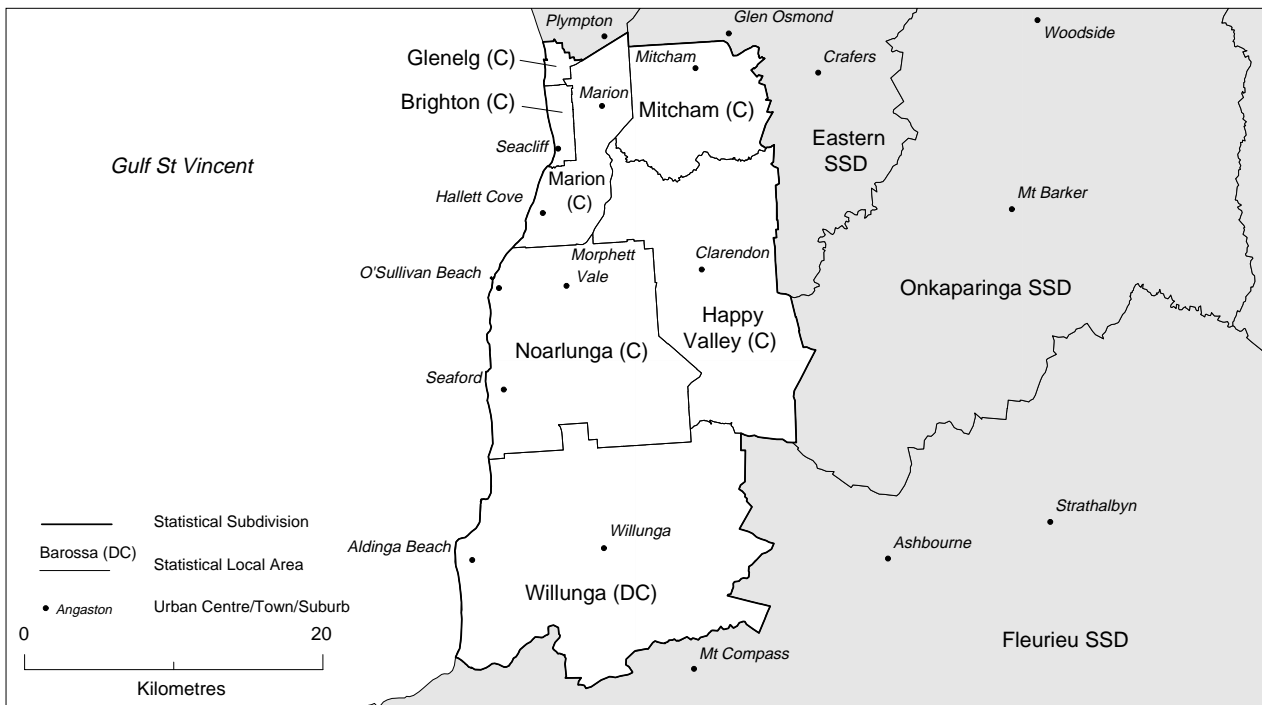 Plympton
Glen Osmond
Woodside
Glenelg (C)
Mitcham
Crafers
Brighton (C)
Marion
Mitcham (C)
Eastern
SSD
Seacliff
Gulf St Vincent
Marion
(C)
Hallett Cove
Mt Barker
Morphett
Vale
Clarendon
O'Sullivan Beach
Onkaparinga SSD
Happy
Valley (C)
Noarlunga (C)
Seaford
Strathalbyn
Statistical Subdivision
Willunga
Aldinga Beach
Ashbourne
Barossa (DC)
Statistical Local Area
Willunga (DC)
Angaston
Urban Centre/Town/Suburb
0
20
Fleurieu SSD
Mt Compass
Kilometres